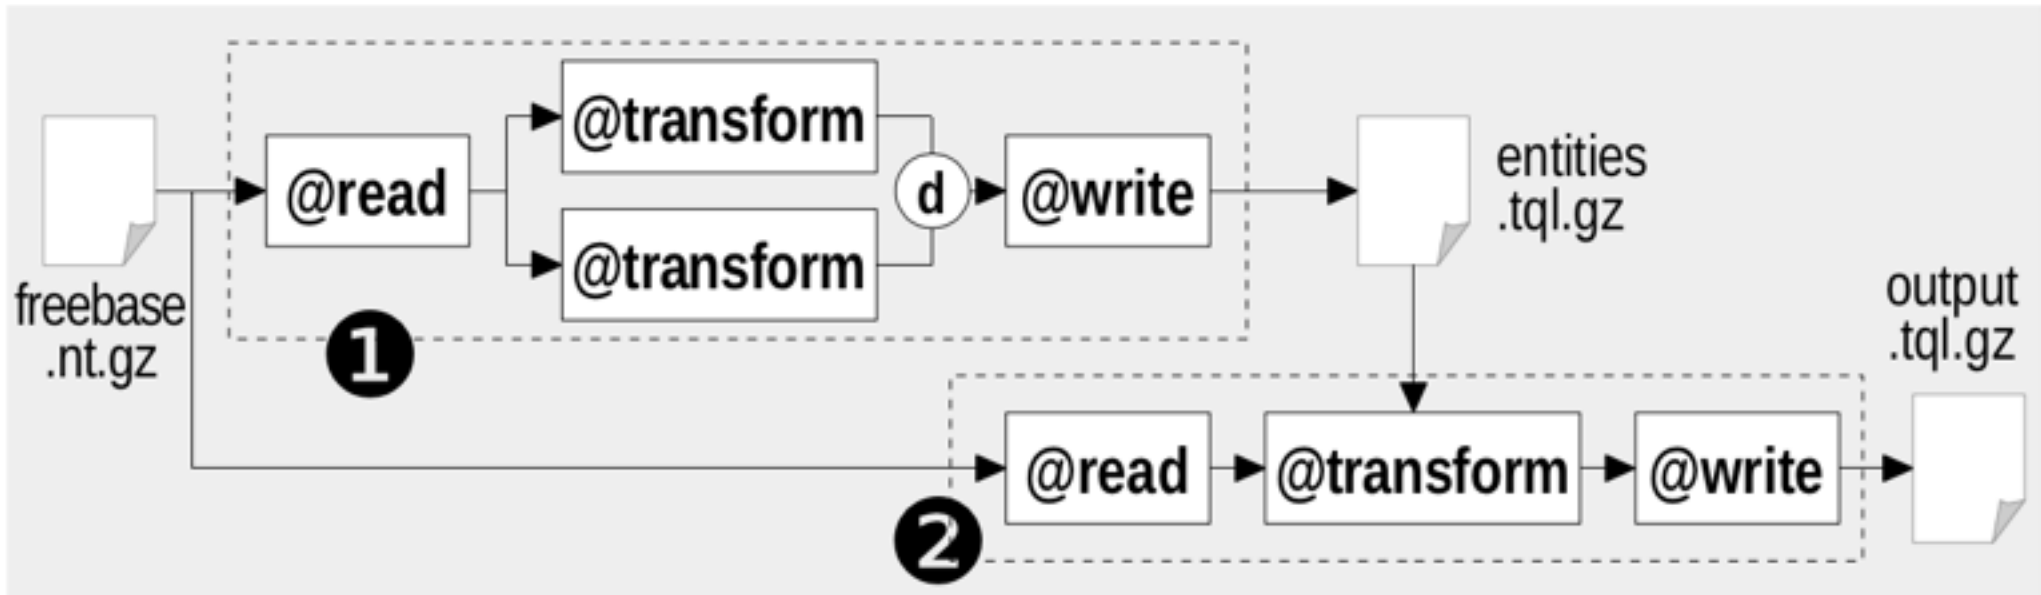 freebase
.nt.gz
@read
@transform
@transform
d
@write
1
entities
.tql.gz
2
@read
@transform
@write
output
.tql.gz